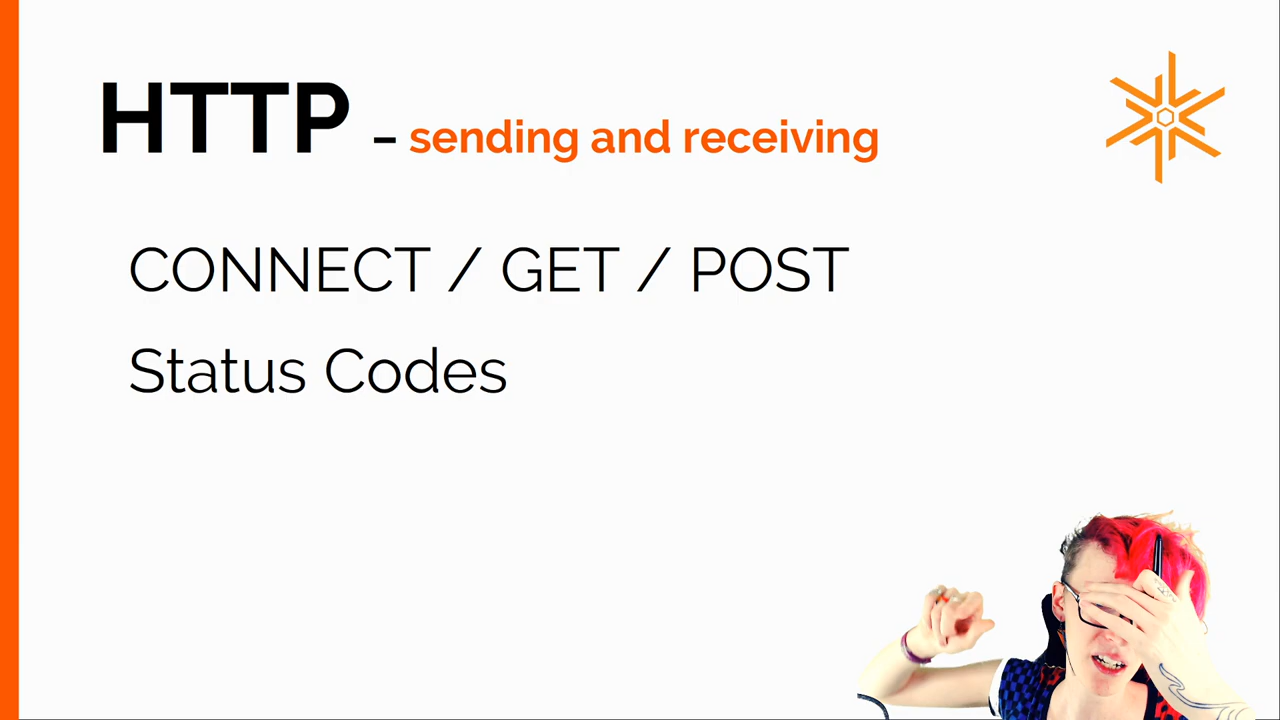 HTTP – sending and receiving
CONNECT / GET / POST
Status Codes